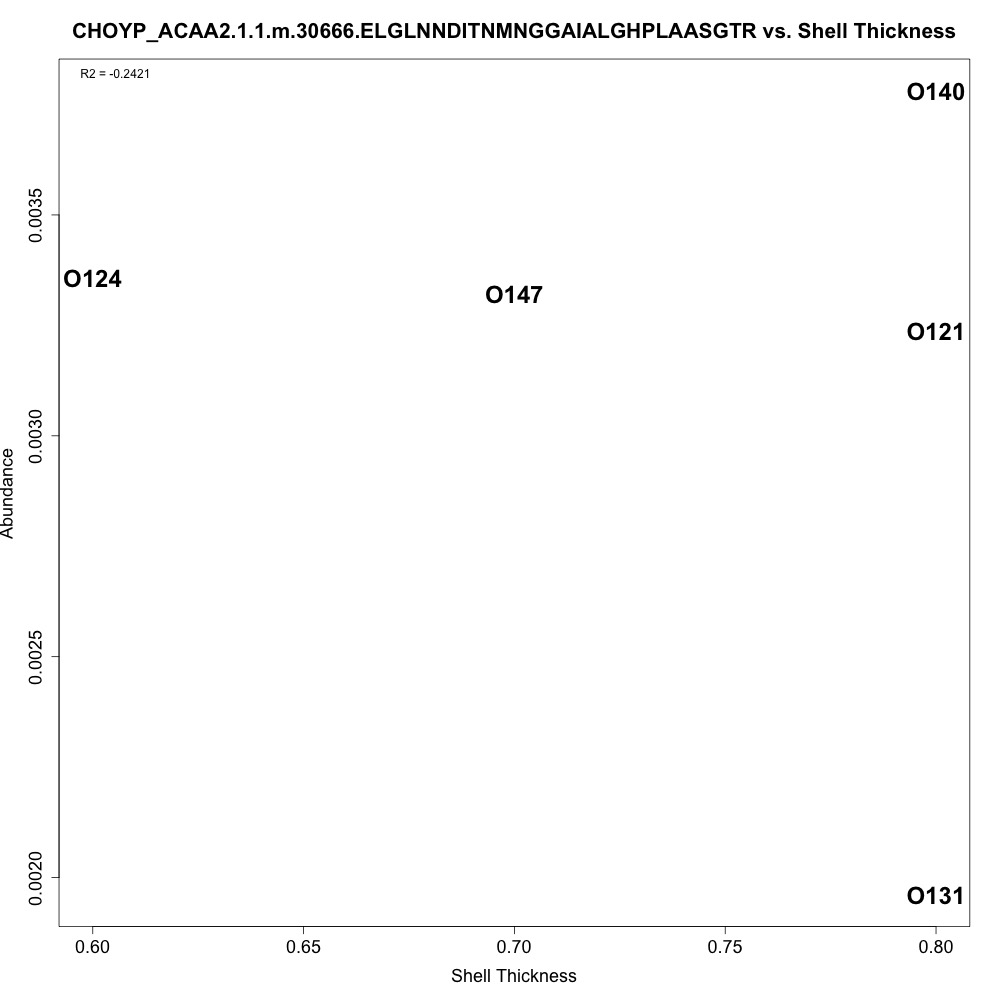 CHOYP_ACAA2.1.1.m.30666.ELGLNNDITNMNGGAIALGHPLAASGTR vs. Shell Thickness
R2 = -0.2421
O140
0.0035
O124
O147
O121
0.0030
Abundance
0.0025
0.0020
O131
0.60 0.65 0.70 0.75 0.80
Shell Thickness